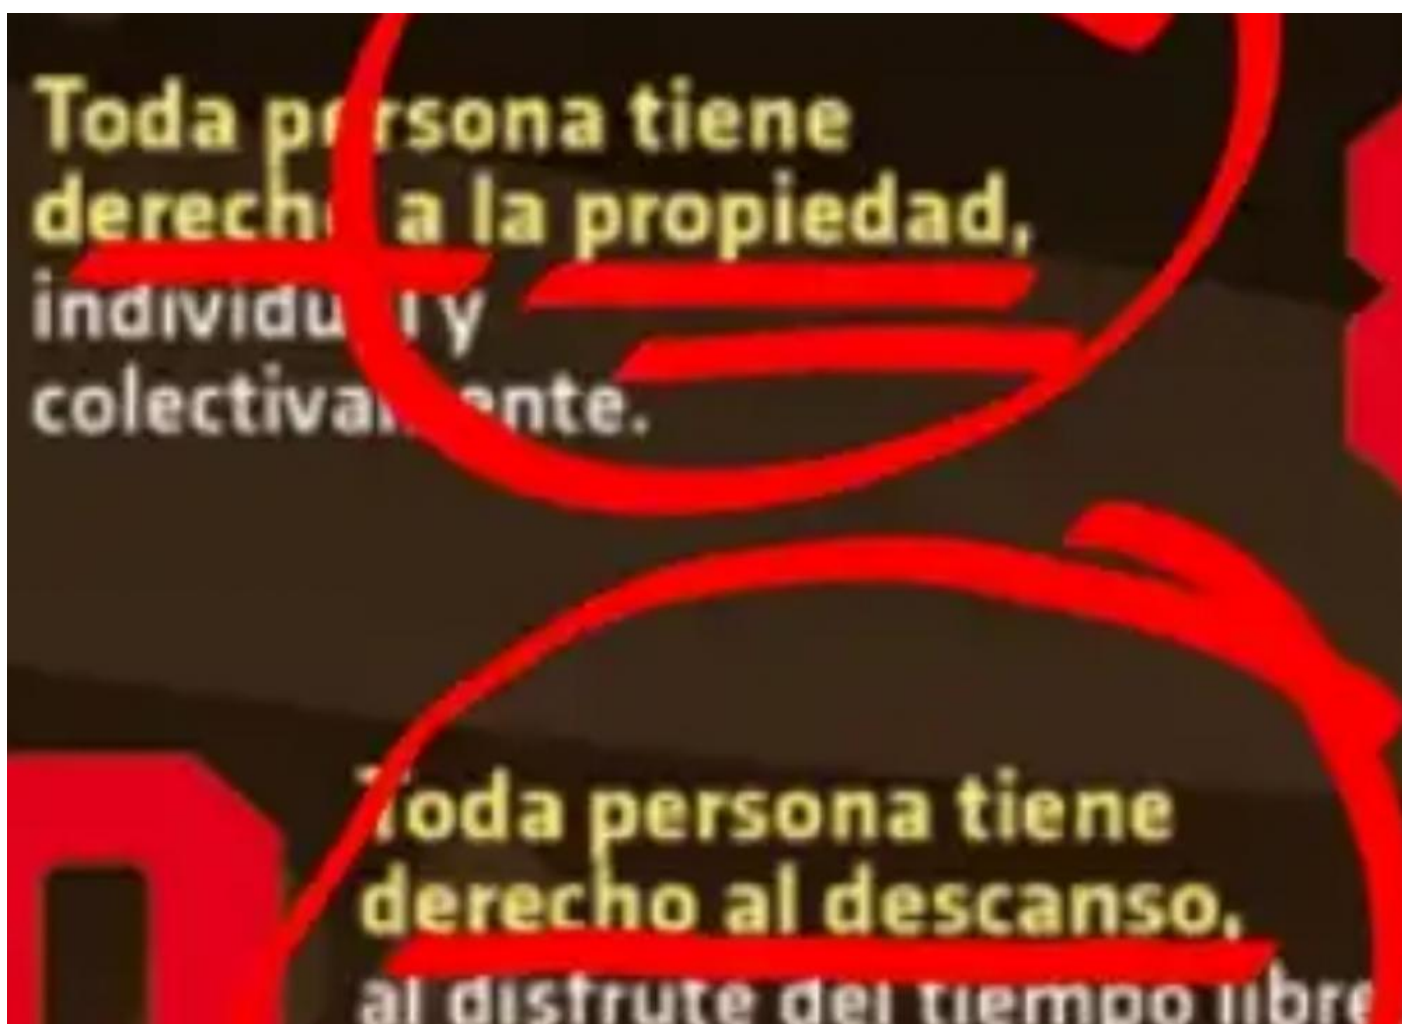 Toda persona tiene
derecho a la propiedad,
individual y
colectivamente.
Toda persona tiene
derecho al descanso,
al disfrute del tiempo libre